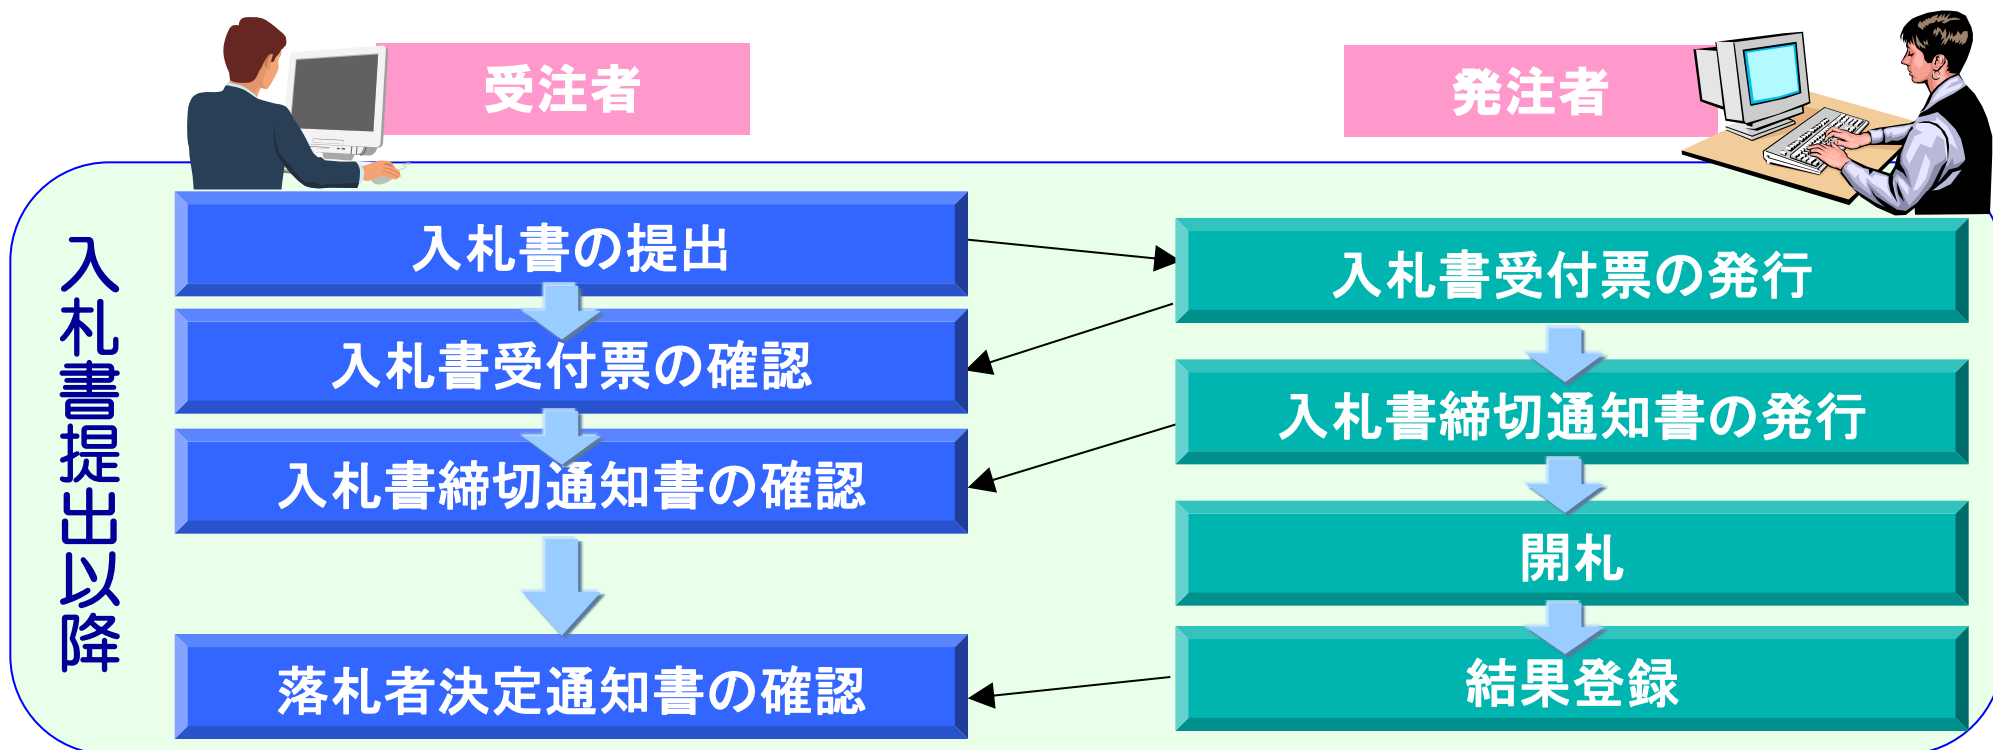 受注者
発注者
入札書提出以降
入札書の提出
入札書受付票の確認
入札書締切通知書の確認
落札者決定通知書の確認
入札書受付票の発行
入札書締切通知書の発行
開札
結果登録